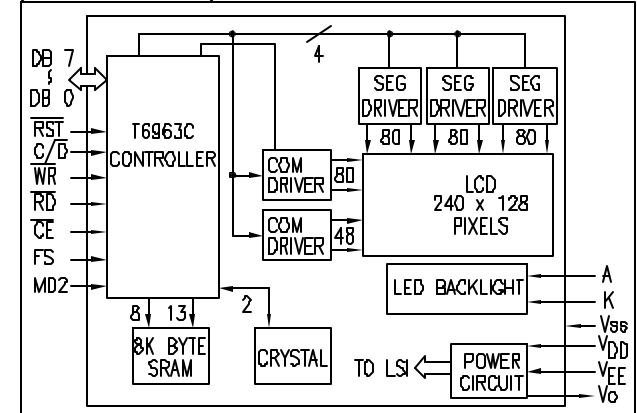 DB 7
DB 0
RST
C/D
WR
RD
CE
FS
MD2
T6963C
CONTROLLER
4
SEG
DRIVER
SEG
DRIVER
SEG
DRIVER
80
80
80
COM
DRIVER
80
COM
DRIVER
48
LCD
240 x 128
PIXELS
LED BACKLIGHT
A
K
Vss
VDD
VEE
Vo
8
13
2
8K BYTE
SRAM
CRYSTAL
TO LSI
POWER
CIRCUIT